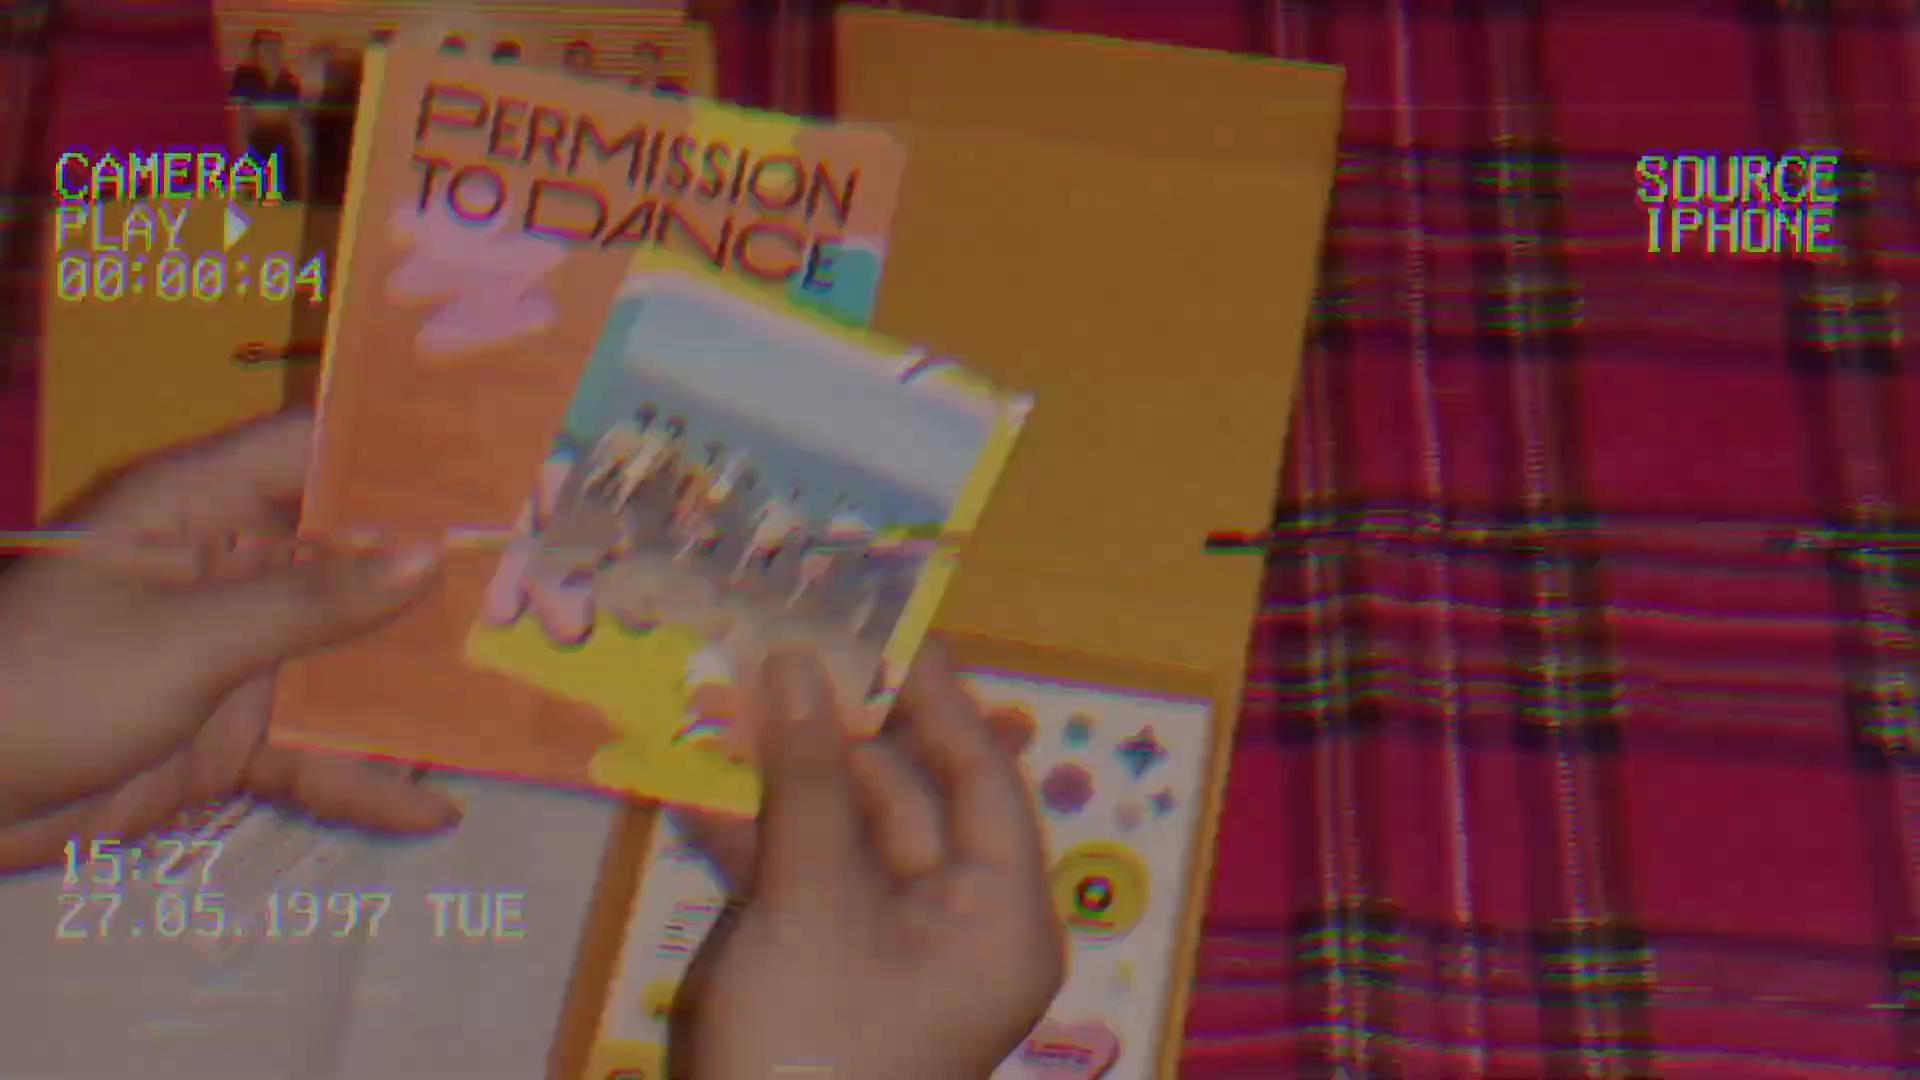 PERMISSION
TO DANCE
CAMERA1
PLAY
00:00:04
SOURCE
IPHONE
15:27
27.05.1997 TUE